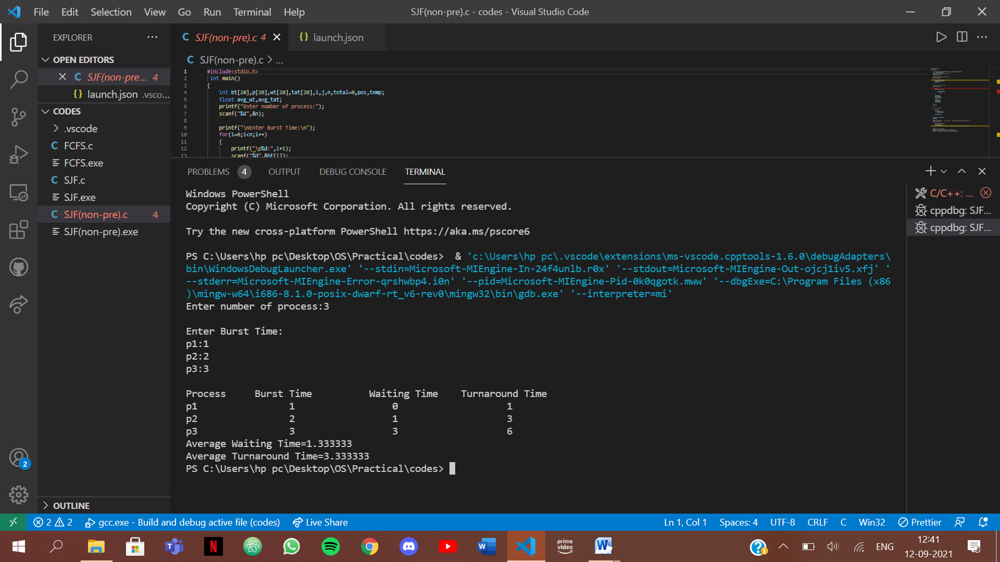 File Edit Selection View Go Run Terminal Help
SJF(non-pre).c - codes - Visual Studio Code
EXPLORER
OPEN EDITORS
SJF(non-pre... 4
launch.json .vsco...
CODES
.vscode
FCFS.c
FCFS.exe
SJF.c
SJF.exe
SJF(non-pre).c 4
SJF(non-pre).exe
OUTLINE
SJF(non-pre).c 4
launch.json
SJF(non-pre).c > ...
1 #include<stdio.h>
2 int main()
3 {
4 int bt[20],p[20],wt[20],tat[20],i,j,n,total=0,pos,temp;
5 float avg_wt,avg_tat;
6 printf("Enter number of process:");
7 scanf("%d",&n);
8
9 printf("\nEnter Burst Time:\n");
10 for(i=0;i<n;i++)
11 {
12 printf("\p%d:",i+1);
13 scanf("%d",&bt[i]);
PROBLEMS 4 OUTPUT DEBUG CONSOLE TERMINAL
Windows PowerShell
Copyright (C) Microsoft Corporation. All rights reserved.
Try the new cross-platform PowerShell https://aka.ms/pscore6
PS C:\Users\hp pc\Desktop\OS\Practical\codes> & 'c:\Users\hp pc\.vscode\extensions\ms-vscode.cpptools-1.6.0\debugAdapters\
bin\WindowsDebugLauncher.exe' '--stdin=Microsoft-MIEngine-In-24f4unlb.r0x' '--stdout=Microsoft-MIEngine-Out-ojcj1iv5.xfj' '
--stderr=Microsoft-MIEngine-Error-qrshwbp4.i0n' '--pid=Microsoft-MIEngine-Pid-0k0qgotk.mww' '--dbgExe=C:\Program Files (x86
)\mingw-w64\i686-8.1.0-posix-dwarf-rt_v6-rev0\mingw32\bin\gdb.exe' '--interpreter=mi'
Enter number of process:3
Enter Burst Time:
p1:1
p2:2
p3:3
Process Burst Time Waiting Time Turnaround Time
p1 1 0 1
p2 2 1 3
p3 3 3 6
Average Waiting Time=1.333333
Average Turnaround Time=3.333333
PS C:\Users\hp pc\Desktop\OS\Practical\codes>
C/C++: ...
cppdbg: SJF...
cppdbg: SJF...
2
2 2 gcc.exe - Build and debug active file (codes) Live Share
Ln 1, Col 1 Spaces: 4 UTF-8 CRLF C Win32 Prettier
prime
video
ENG
12:41
12-09-2021